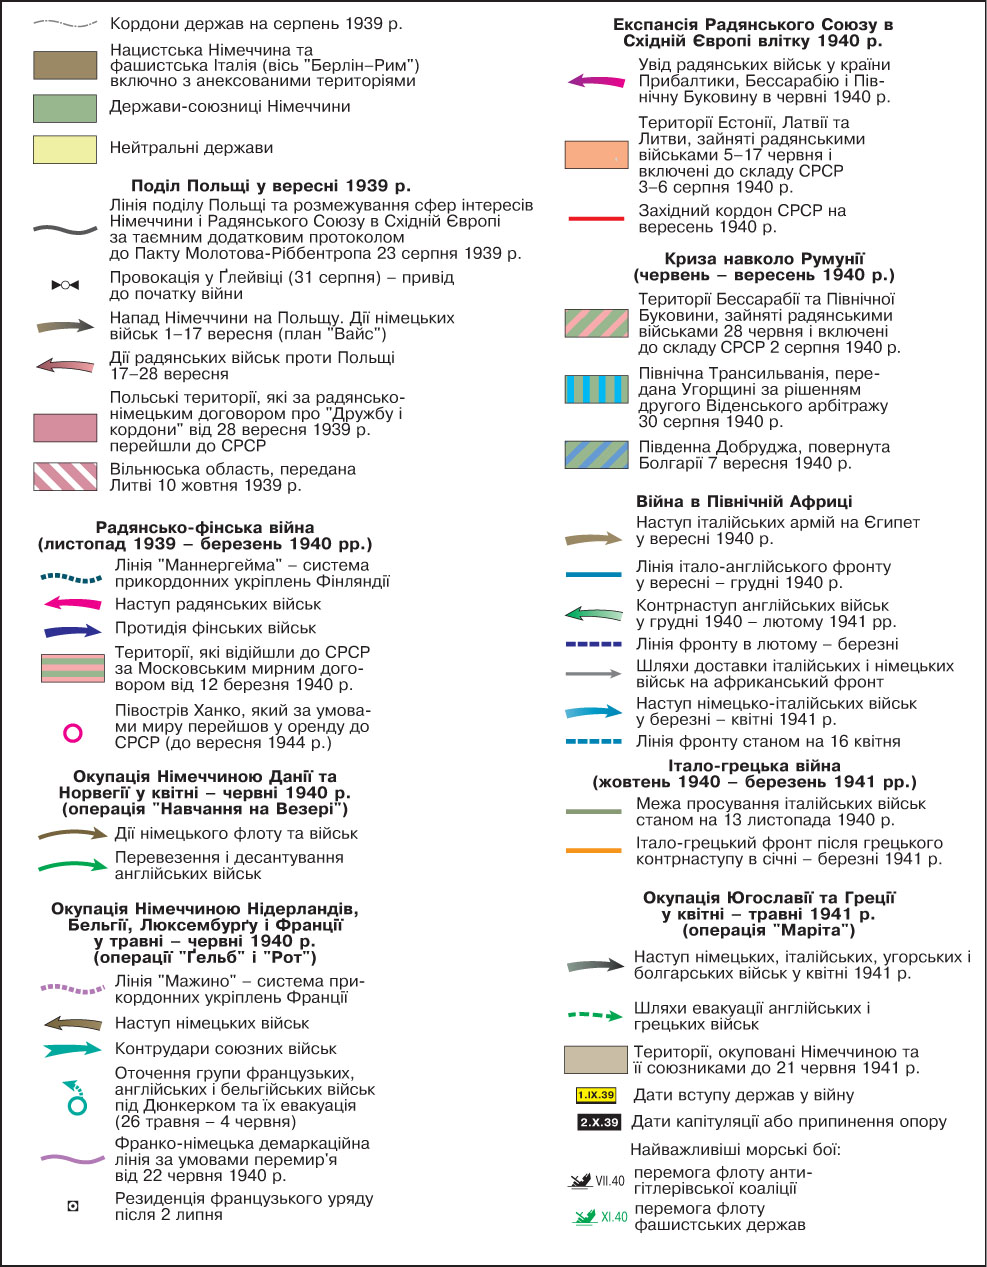 Кордони держав на серпень 1939 р.
Нацистська Німеччина та
фашистська Італія (вісь "Берлін–Рим")
включно з анексованими територіями
Держави-союзниці Німеччини
Нейтральні держави
Поділ Польщі у вересні 1939 р.
Лінія поділу Польщі та розмежування сфер інтересів
Німеччини і Радянського Союзу в Східній Європі
за таємним додатковим протоколом
до Пакту Молотова-Ріббентропа 23 серпня 1939 р.
Провокація у Ґлейвіці (31 серпня) – привід
до початку війни
Напад Німеччини на Польщу. Дії німецьких
військ 1–17 вересня (план "Вайс")
Дії радянських військ проти Польщі
17–28 вересня
Польські території, які за радянсько-
німецьким договором про "Дружбу і
кордони" від 28 вересня 1939 р.
перейшли до СРСР
Вільнюська область, передана
Литві 10 жовтня 1939 р.
Радянсько-фінська війна
(листопад 1939 – березень 1940 рр.)
Лінія "Маннергейма" – система
прикордонних укріплень Фінляндії
Наступ радянських військ
Протидія фінських військ
Території, які відійшли до СРСР
за Московським мирним дого-
вором від 12 березня 1940 р.
Півострів Ханко, який за умова-
ми миру перейшов у оренду до
СРСР (до вересня 1944 р.)
Окупація Німеччиною Данії та
Норвегії у квітні – червні 1940 р.
(операція "Навчання на Везері")
Дії німецького флоту та військ
Перевезення і десантування
англійських військ
Окупація Німеччиною Нідерландів,
Бельгії, Люксембурґу і Франції
у травні – червні 1940 р.
(операції "Ґельб" і "Рот")
Лінія "Мажино" – система при-
кордонних укріплень Франції
Наступ німецьких військ
Контрудари союзних військ
Оточення групи французьких,
англійських і бельгійських військ
під Дюнкерком та їх евакуація
(26 травня – 4 червня)
Франко-німецька демаркаційна
лінія за умовами перемир'я
від 22 червня 1940 р.
Резиденція французького уряду
після 2 липня
Експансія Радянського Союзу в
Східній Європі влітку 1940 р.
Увід радянських військ у країни
Прибалтики, Бессарабію і Пів-
нічну Буковину в червні 1940 р.
Території Естонії, Латвії та
Литви, зайняті радянськими
військами 5–17 червня і
включені до складу СРСР
3–6 серпня 1940 р.
Західний кордон СРСР на
вересень 1940 р.
Криза навколо Румунії
(червень – вересень 1940 р.)
Території Бессарабії та Північної
Буковини, зайняті радянськими
військами 28 червня і включені
до складу СРСР 2 серпня 1940 р.
Північна Трансильванія, пере-
дана Угорщині за рішенням
другого Віденського арбітражу
30 серпня 1940 р.
Південна Добруджа, повернута
Болгарії 7 вересня 1940 р.
Війна в Північній Африці
Наступ італійських армій на Єгипет
у вересні 1940 р.
Лінія італо-англійського фронту
у вересні – грудні 1940 р.
Контрнаступ англійських військ
у грудні 1940 – лютому 1941 рр.
Лінія фронту в лютому – березні
Шляхи доставки італійських і німецьких
військ на африканський фронт
Наступ німецько-італійських військ
у березні – квітні 1941 р.
Лінія фронту станом на 16 квітня
Італо-грецька війна
(жовтень 1940 – березень 1941 рр.)
Межа просування італійських військ
станом на 13 листопада 1940 р.
Італо-грецький фронт після грецького
контрнаступу в січні – березні 1941 р.
Окупація Югославії та Греції
у квітні – травні 1941 р.
(операція "Маріта")
Наступ німецьких, італійських, угорських і
болгарських військ у квітні 1941 р.
Шляхи евакуації англійських і
грецьких військ
Території, окуповані Німеччиною та
її союзниками до 21 червня 1941 р.
1.IX.39 Дати вступу держав у війну
2.X.39 Дати капітуляції або припинення опору
Найважливіші морські бої:
VII.40 перемога флоту анти-
гітлерівської коаліції
XI.40 перемога флоту
фашистських держав